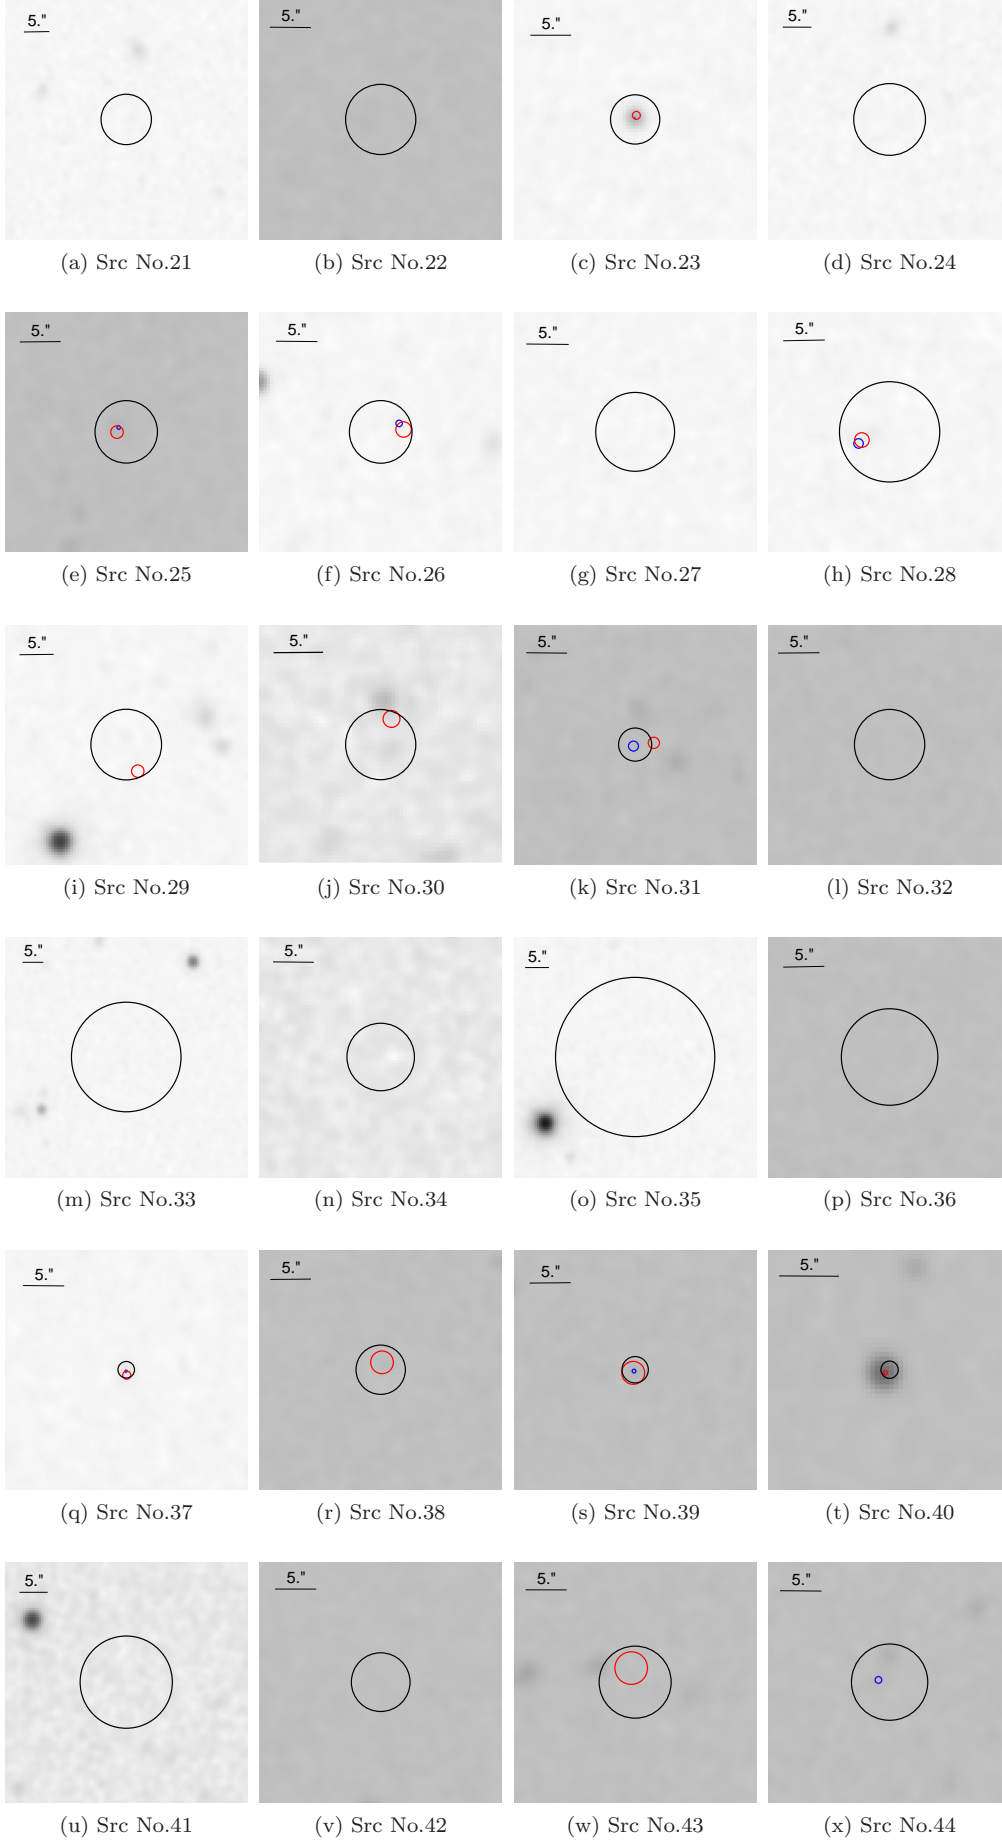 5." 5." 5." 5."
(a) Src No.21 (b) Src No.22 (c) Src No.23 (d) Src No.24
5." 5." 5." 5."
(e) Src No.25 (f) Src No.26 (g) Src No.27 (h) Src No.28
5." 5." 5." 5."
(i) Src No.29 (j) Src No.30 (k) Src No.31 (l) Src No.32
5." 5." 5." 5."
(m) Src No.33 (n) Src No.34 (o) Src No.35 (p) Src No.36
5." 5." 5." 5."
(q) Src No.37 (r) Src No.38 (s) Src No.39 (t) Src No.40
5." 5." 5." 5."
(u) Src No.41 (v) Src No.42 (w) Src No.43 (x) Src No.44